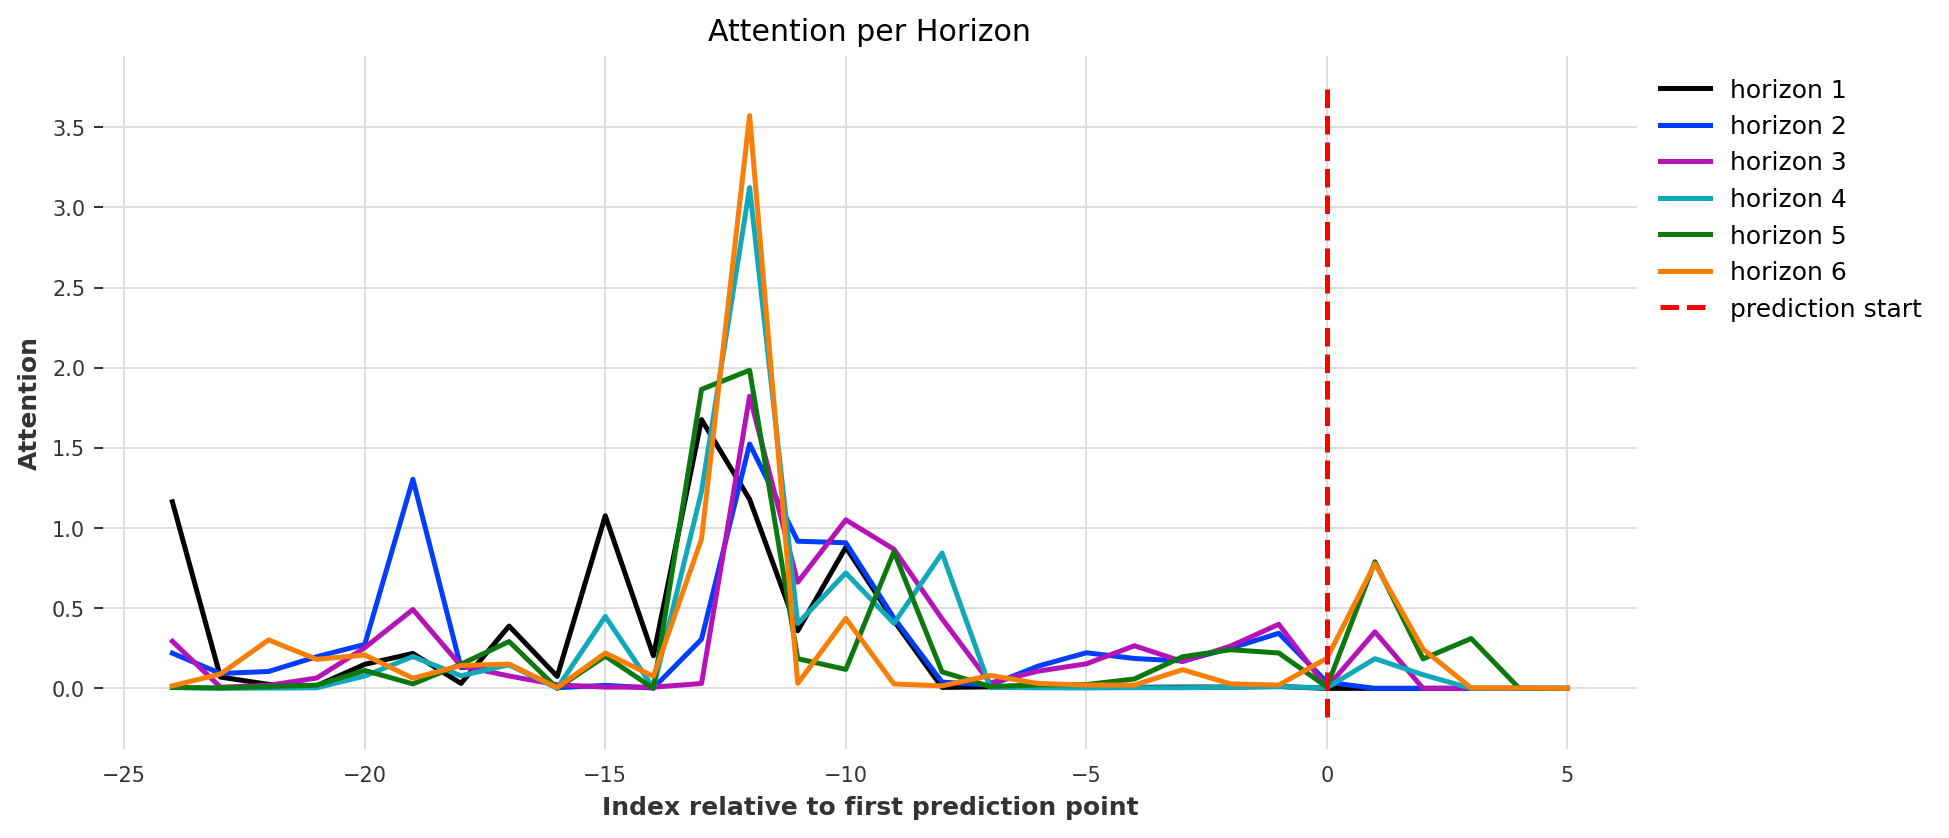 Attention per Horizon
horizon 1
horizon 2
horizon 3
horizon 4
horizon 5
horizon 6
prediction start
Attention
3.5
3.0
2.5
2.0
1.5
1.0
0.5
0.0
−25 −20 −15 −10 −5 0 5
Index relative to first prediction point